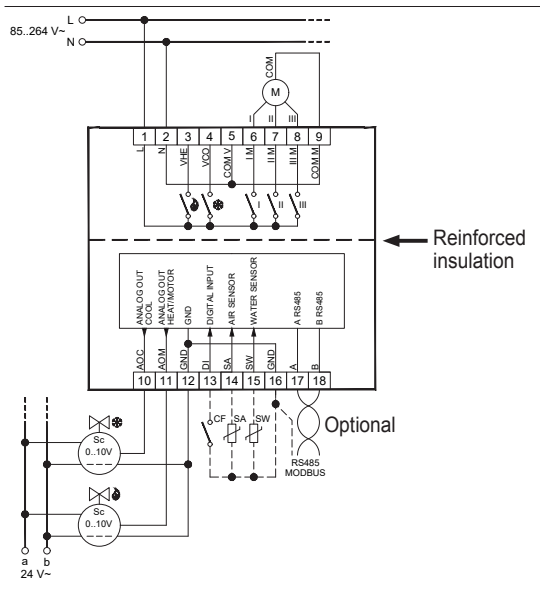 L
85..264 V~
N
COM
M
I II III
1 2 3 4 5 6 7 8 9
L N VHE VCO COM V I M II M III M COM M
I II III
Reinforced
insulation
ANALOG OUT
COOL
ANALOG OUT
HEAT/MOTOR
GND
DIGITAL INPUT
AIR SENSOR
WATER SENSOR
GND
A RS485
B RS485
AOC AOM GND DI SA SW 
A B
10 11 12 13 14 15 16 17 18
CF SA SW
Optional
RS485
MODBUS
Sc
0..10V
Sc
0..10V
a b
24 V~